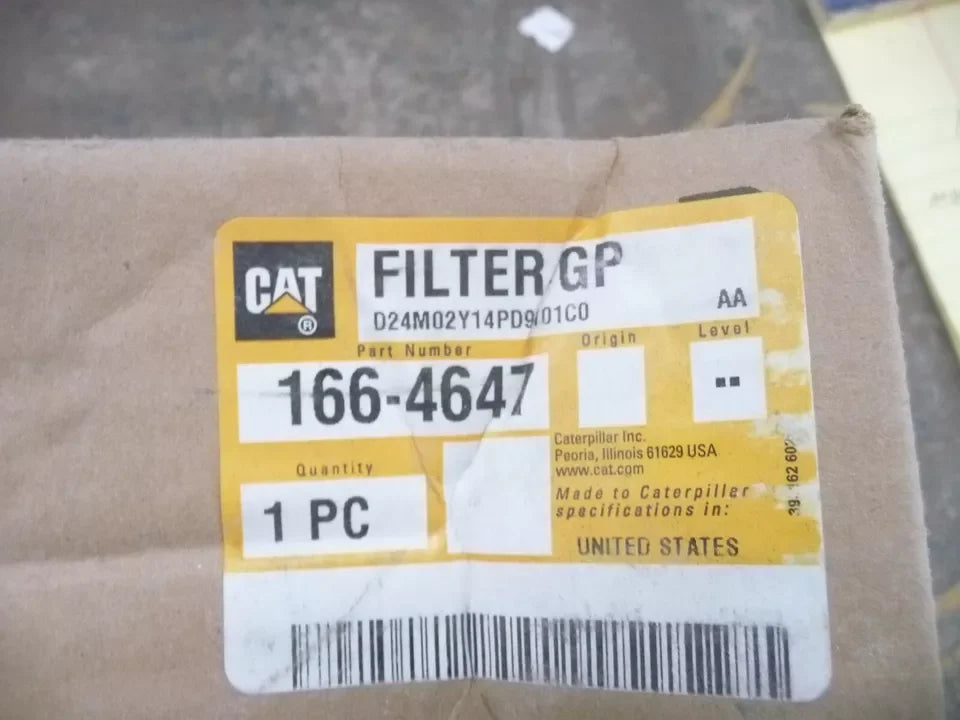 CAT
®
FILTER GP
D24M02Y14PD9/01C0
AA
Part Number
Origin
Level
166-4647
--
Caterpillar Inc.
Peoria, Illinois 61629 USA
www.cat.com
Quantity
Made to Caterpillar
specifications in:
1 PC
UNITED STATES